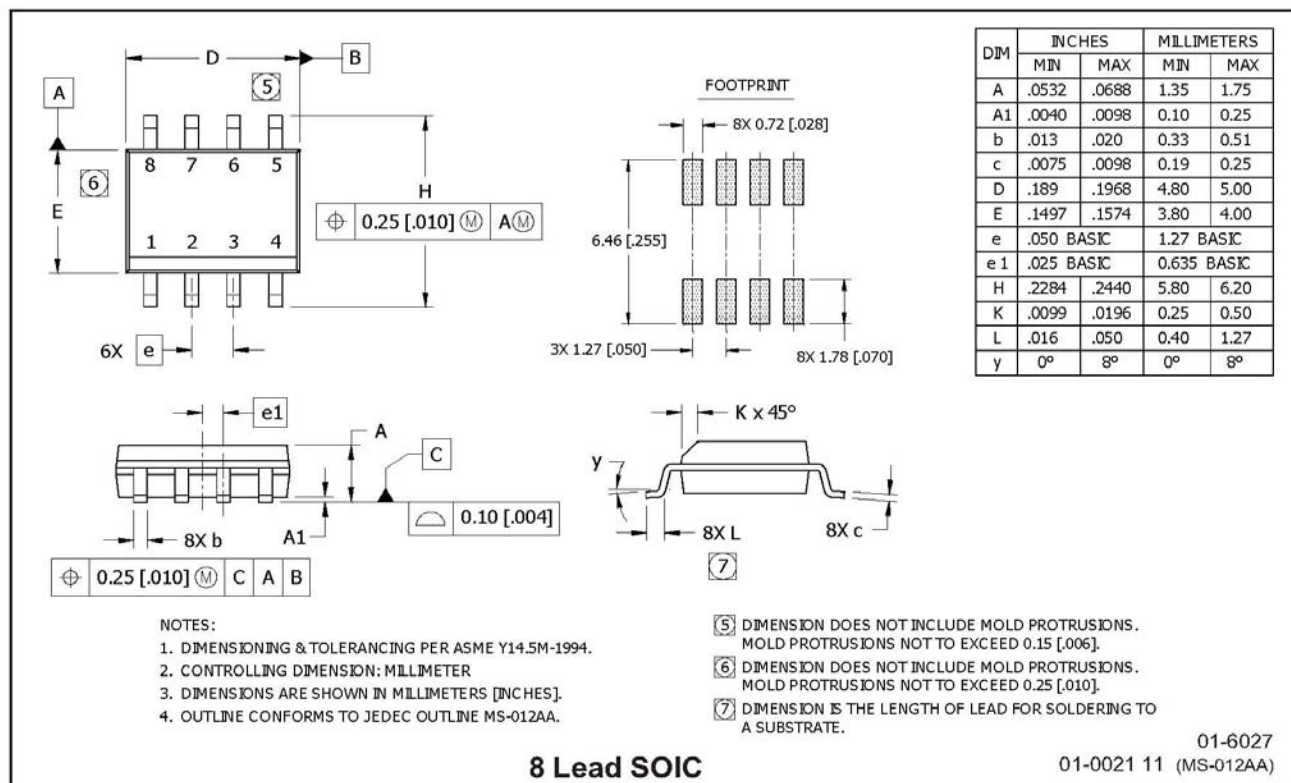 D
B
5
A
8 7 6 5
6
E
H
⌖ 0.25 [.010] Ⓜ A Ⓜ
1 2 3 4
6X e
FOOTPRINT
8X 0.72 [.028]
6.46 [.255]
3X 1.27 [.050]
8X 1.78 [.070]
DIM INCHES MILLIMETERS
MIN MAX MIN MAX
A .0532 .0688 1.35 1.75
A1 .0040 .0098 0.10 0.25
b .013 .020 0.33 0.51
c .0075 .0098 0.19 0.25
D .189 .1968 4.80 5.00
E .1497 .1574 3.80 4.00
e .050 BASIC 1.27 BASIC
e 1 .025 BASIC 0.635 BASIC
H .2284 .2440 5.80 6.20
K .0099 .0196 0.25 0.50
L .016 .050 0.40 1.27
y 0° 8° 0° 8°
e1
A
C
0.10 [.004]
8X b
A1
⌖ 0.25 [.010] Ⓜ C A B
K x 45°
y
8X L
8X c
7
NOTES:
1. DIMENSIONING & TOLERANCING PER ASME Y14.5M-1994.
2. CONTROLLING DIMENSION: MILLIMETER
3. DIMENSIONS ARE SHOWN IN MILLIMETERS [INCHES].
4. OUTLINE CONFORMS TO JEDEC OUTLINE MS-012AA.
5 DIMENSION DOES NOT INCLUDE MOLD PROTRUSIONS.
MOLD PROTRUSIONS NOT TO EXCEED 0.15 [.006].
6 DIMENSION DOES NOT INCLUDE MOLD PROTRUSIONS.
MOLD PROTRUSIONS NOT TO EXCEED 0.25 [.010].
7 DIMENSION IS THE LENGTH OF LEAD FOR SOLDERING TO
A SUBSTRATE.
8 Lead SOIC
01-6027
01-0021 11 (MS-012AA)